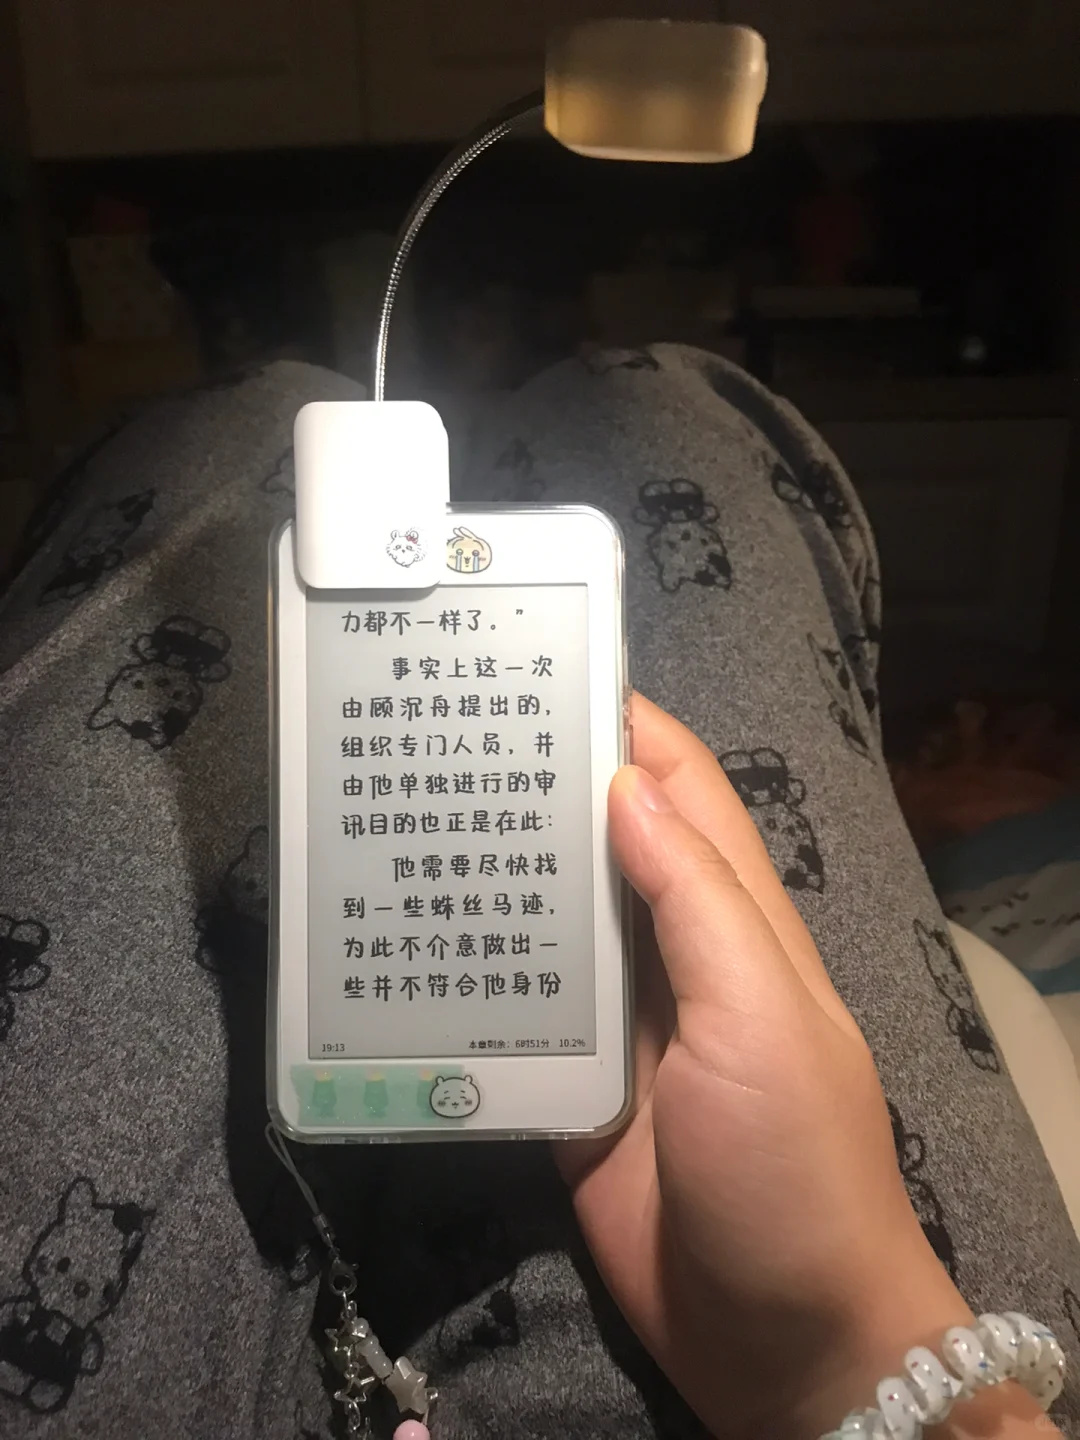 力都不一样了。”
事实上这一次
由顾沉舟提出的，
组织专门人员，并
由他单独进行的审
讯目的也正是在此：
他需要尽快找
到一些蛛丝马迹，
为此不介意做出一
些并不符合他身份
19:13 本章剩余：6时51分 10.2%